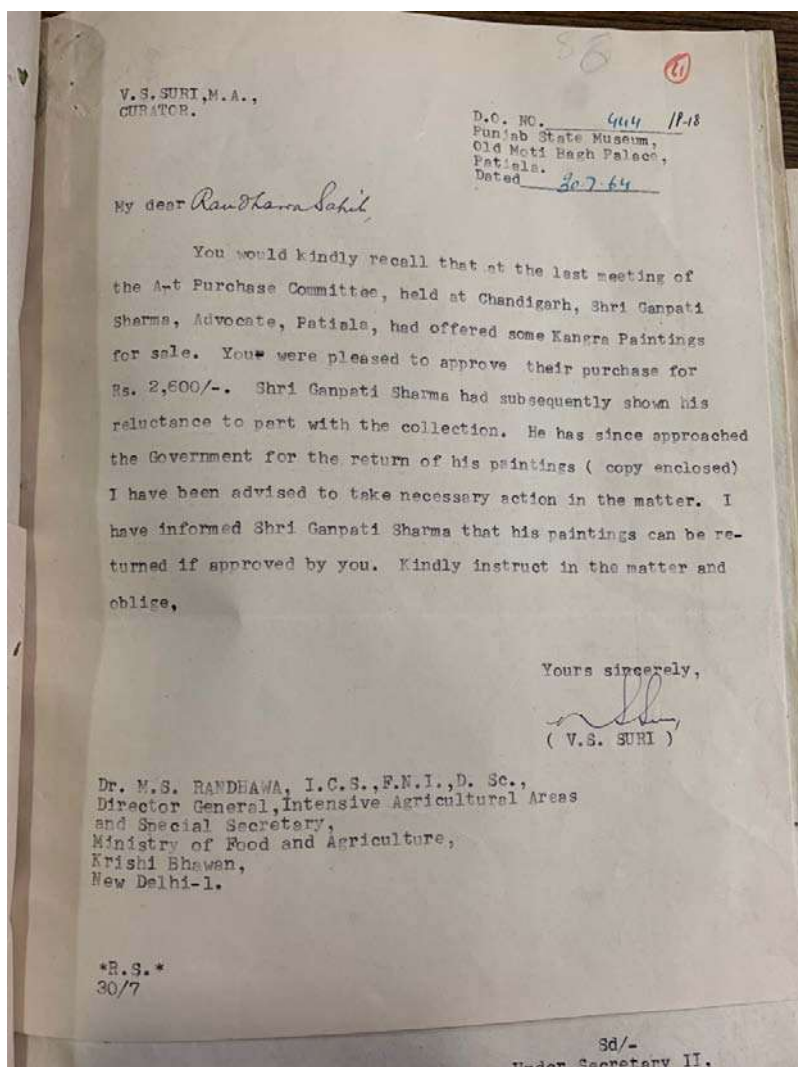 58
61
V.S.SURI,M.A.,
CURATOR.
D.O. NO. 444 /P-18
Punjab State Museum,
Old Moti Bagh Palace,
Patiala.
Dated 30.7.64
My dear Randhawa Sahib,
You would kindly recall that at the last meeting of
the A-t Purchase Committee, held at Chandigarh, Shri Ganpati
Sharma, Advocate, Patiala, had offered some Kangra Paintings
for sale. You were pleased to approve their purchase for
Rs. 2,600/-. Shri Ganpati Sharma had subsequently shown his
reluctance to part with the collection. He has since approached
the Government for the return of his paintings ( copy enclosed)
I have been advised to take necessary action in the matter. I
have informed Shri Ganpati Sharma that his paintings can be re-
turned if approved by you. Kindly instruct in the matter and
oblige,
Yours sincerely,
( V.S. SURI )
Dr. M.S. RANDHAWA, I.C.S.,F.N.I.,D. Sc.,
Director General,Intensive Agricultural Areas
and Special Secretary,
Ministry of Food and Agriculture,
Krishi Bhawan,
New Delhi-1.
*R.S.*
30/7
Sd/-
Under Secretary II.